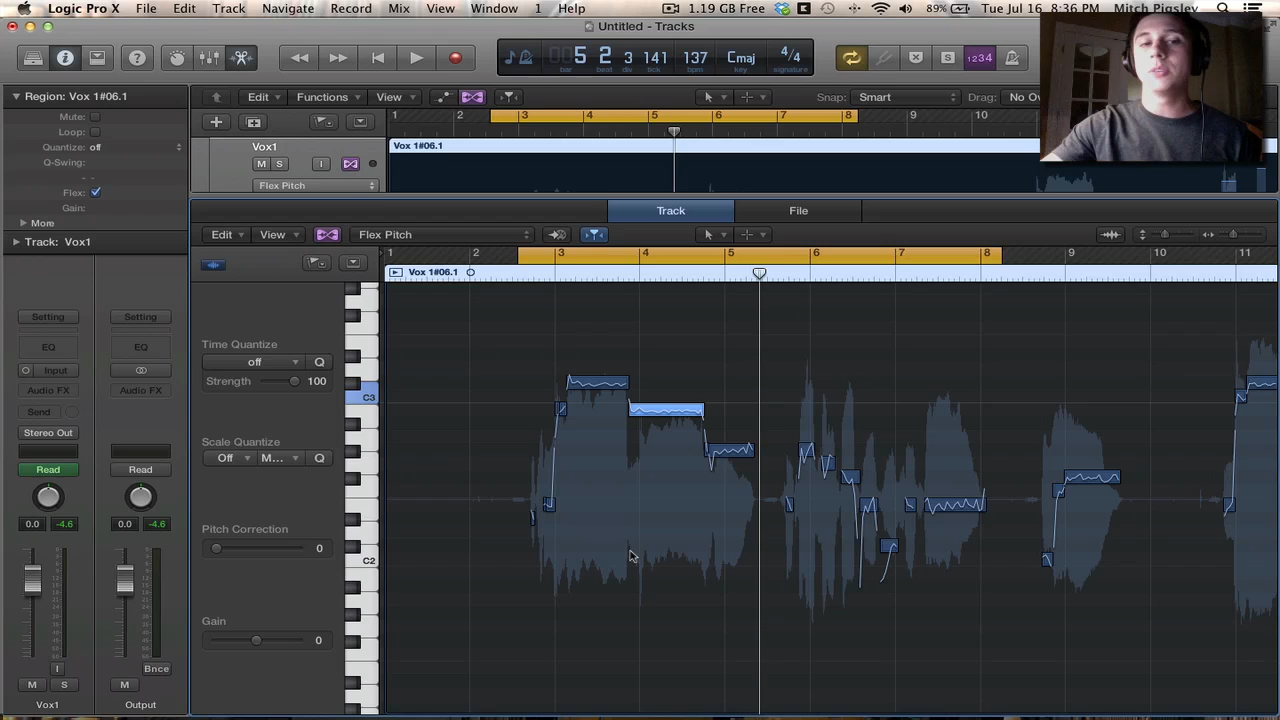 Logic Pro X File Edit Track Navigate Record Mix View Window 1 Help 1.19 GB Free 89% Tue Jul 16 8:36 PM Mitch Pigsley
Untitled - Tracks
5 2 3 141 137 Cmaj 4/4
bar beat div tick bpm key signature
1234
Region: Vox 1#06.1
Edit Functions View Snap: Smart Drag: No Ov
Mute:
Loop:
Quantize: off
Q-Swing:
Flex:
Gain:
More
Track: Vox1
1 2 3 4 5 6 7 8 9 10
Vox1
M S I
Flex Pitch
Vox 1#06.1
Track File
Edit View Flex Pitch
1 2 3 4 5 6 7 8 9 10 11
Vox 1#06.1
Setting Setting
EQ EQ
Input
Audio FX Audio FX
Send
Stereo Out
Read Read
0.0 -4.6 0.0 -4.6
Time Quantize
off Q
Strength 100
C3
Scale Quantize
Off M... Q
Pitch Correction
0
C2
Gain
0
I Bnce
M S M
Vox1 Output